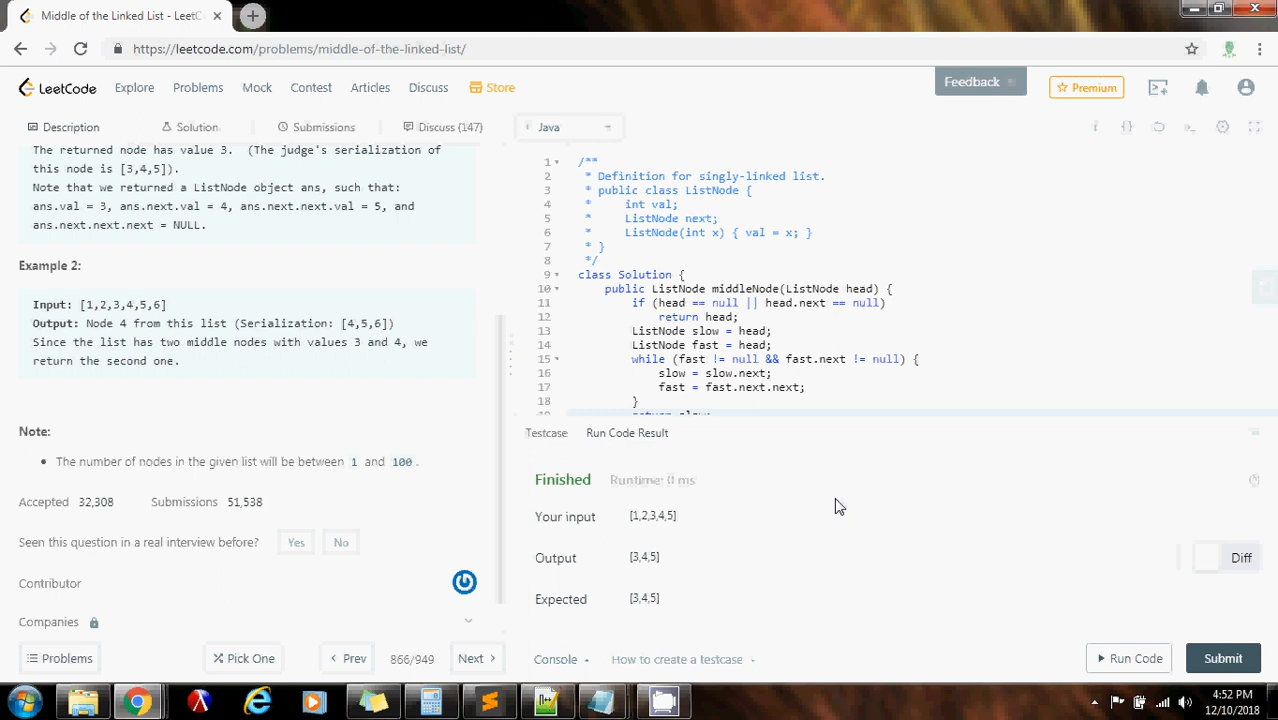 Middle of the Linked List - LeetC
https://leetcode.com/problems/middle-of-the-linked-list/
LeetCode Explore Problems Mock Contest Articles Discuss Store Feedback Premium
Description Solution Submissions Discuss (147) Java
The returned node has value 3. (The judge's serialization of
this node is [3,4,5]).
Note that we returned a ListNode object ans, such that:
ans.val = 3, ans.next.val = 4, ans.next.next.val = 5, and
ans.next.next.next = NULL.
Example 2:
Input: [1,2,3,4,5,6]
Output: Node 4 from this list (Serialization: [4,5,6])
Since the list has two middle nodes with values 3 and 4, we
return the second one.
Note:
The number of nodes in the given list will be between 1 and 100.
Accepted 32,308 Submissions 51,538
Seen this question in a real interview before? Yes No
Contributor
Companies
Problems Pick One Prev 866/949 Next
1 /**
2 * Definition for singly-linked list.
3 * public class ListNode {
4 * int val;
5 * ListNode next;
6 * ListNode(int x) { val = x; }
7 * }
8 */
9 class Solution {
10 public ListNode middleNode(ListNode head) {
11 if (head == null || head.next == null)
12 return head;
13 ListNode slow = head;
14 ListNode fast = head;
15 while (fast != null && fast.next != null) {
16 slow = slow.next;
17 fast = fast.next.next;
18 }
19 return slow;
Testcase Run Code Result
Finished Runtime: 0 ms
Your input [1,2,3,4,5]
Output [3,4,5]
Diff
Expected [3,4,5]
Console How to create a testcase Run Code Submit
4:52 PM
12/10/2018